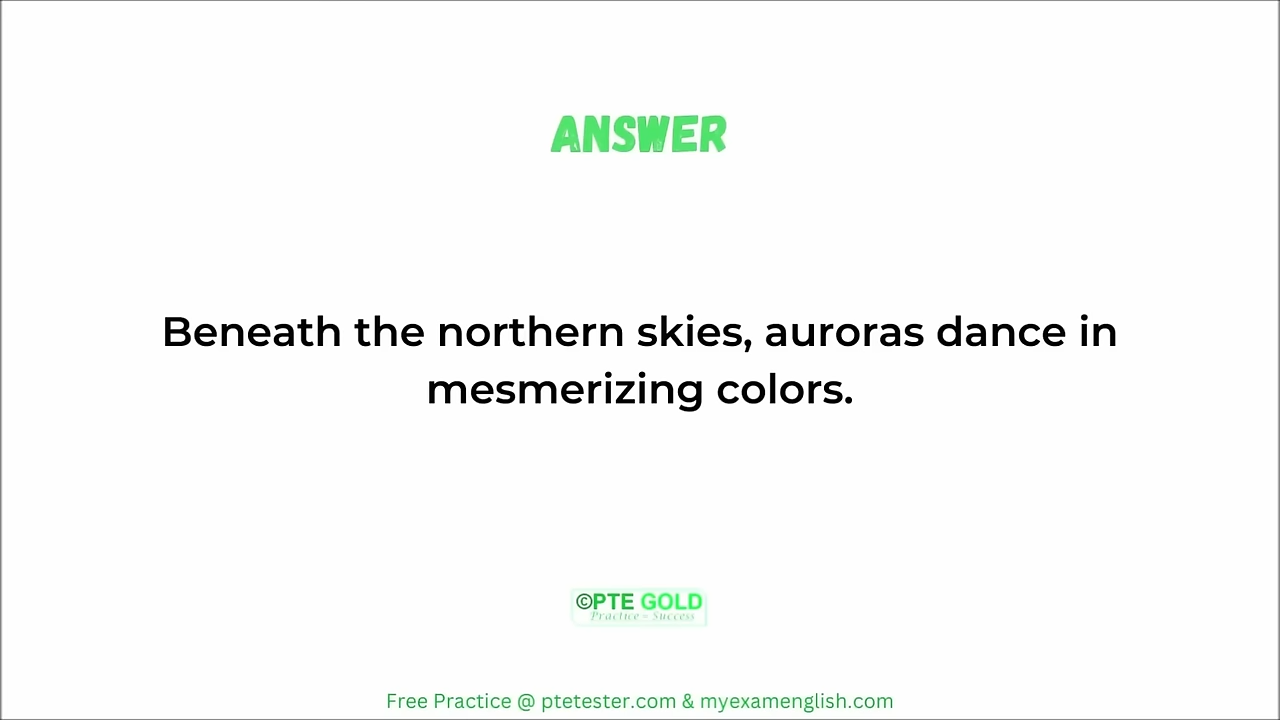 ANSWER
Beneath the northern skies, auroras dance in
mesmerizing colors.
©PTE GOLD
Practice - Success
Free Practice @ ptetester.com & myexamenglish.com